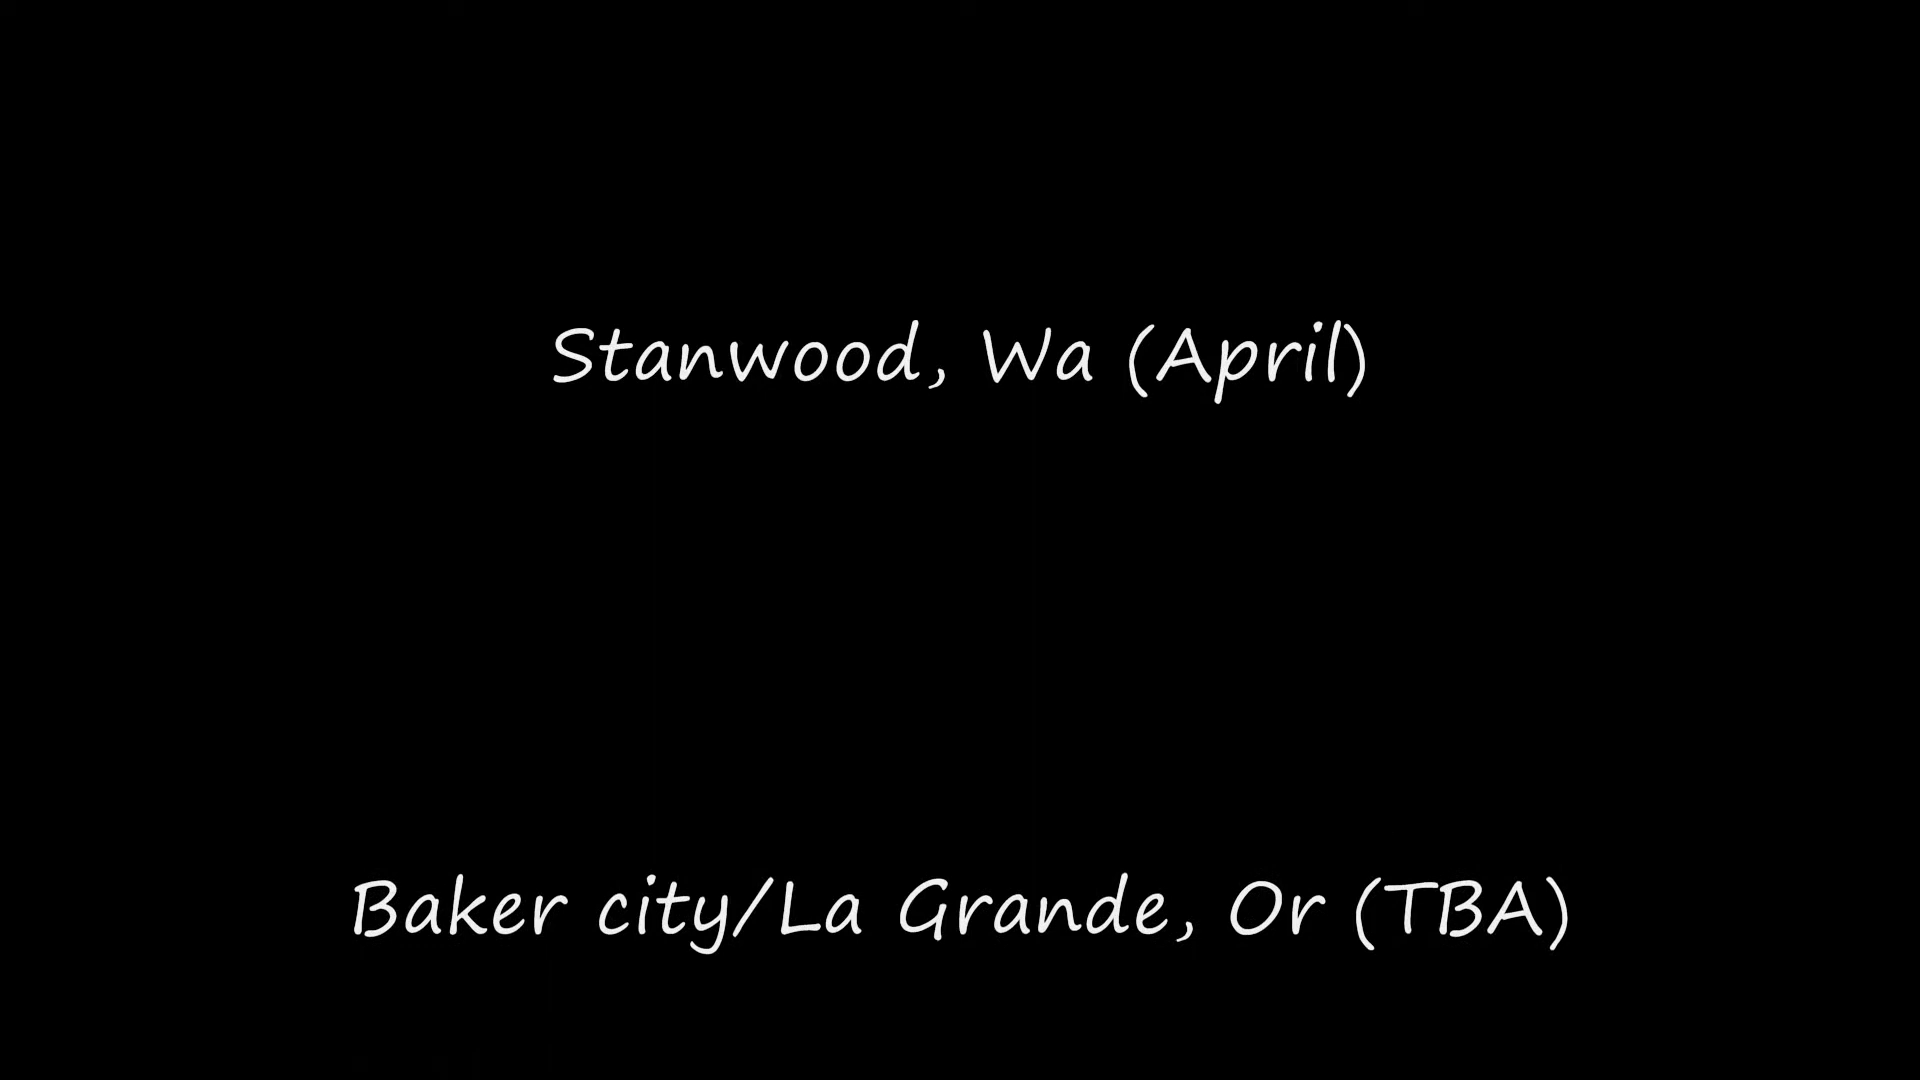 Stanwood, Wa (April)
Baker city/La Grande, Or (TBA)